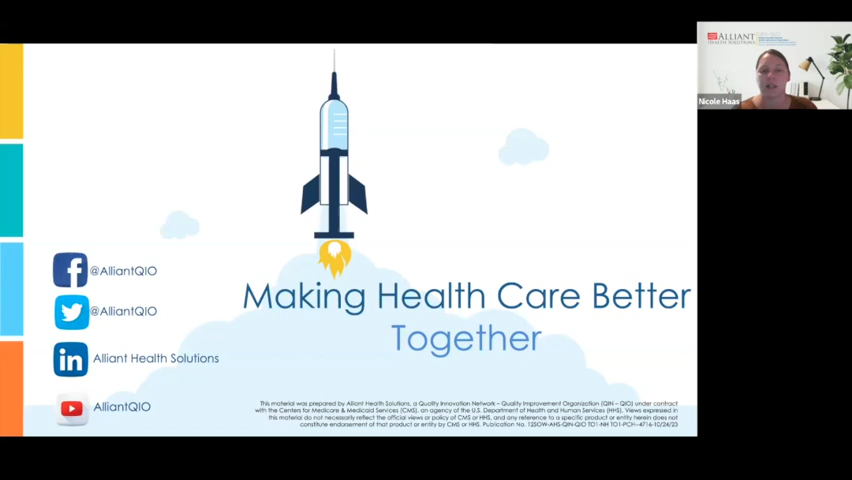 ALLIANT
HEALTH SOLUTIONS
Nicole Haas
@AlliantQIO
@AlliantQIO
Alliant Health Solutions
AlliantQIO
Making Health Care Better
Together
This material was prepared by Alliant Health Solutions, a Quality Innovation Network – Quality Improvement Organization (QIN – QIO) under contract
with the Centers for Medicare & Medicaid Services (CMS), an agency of the U.S. Department of Health and Human Services (HHS). Views expressed in
this material do not necessarily reflect the official views or policy of CMS or HHS, and any reference to a specific product or entity herein does not
constitute endorsement of that product or entity by CMS or HHS. Publication No. 12SOW-AHS-QIN-QIO TO1-NH TO1-PCH--4716-10/24/23